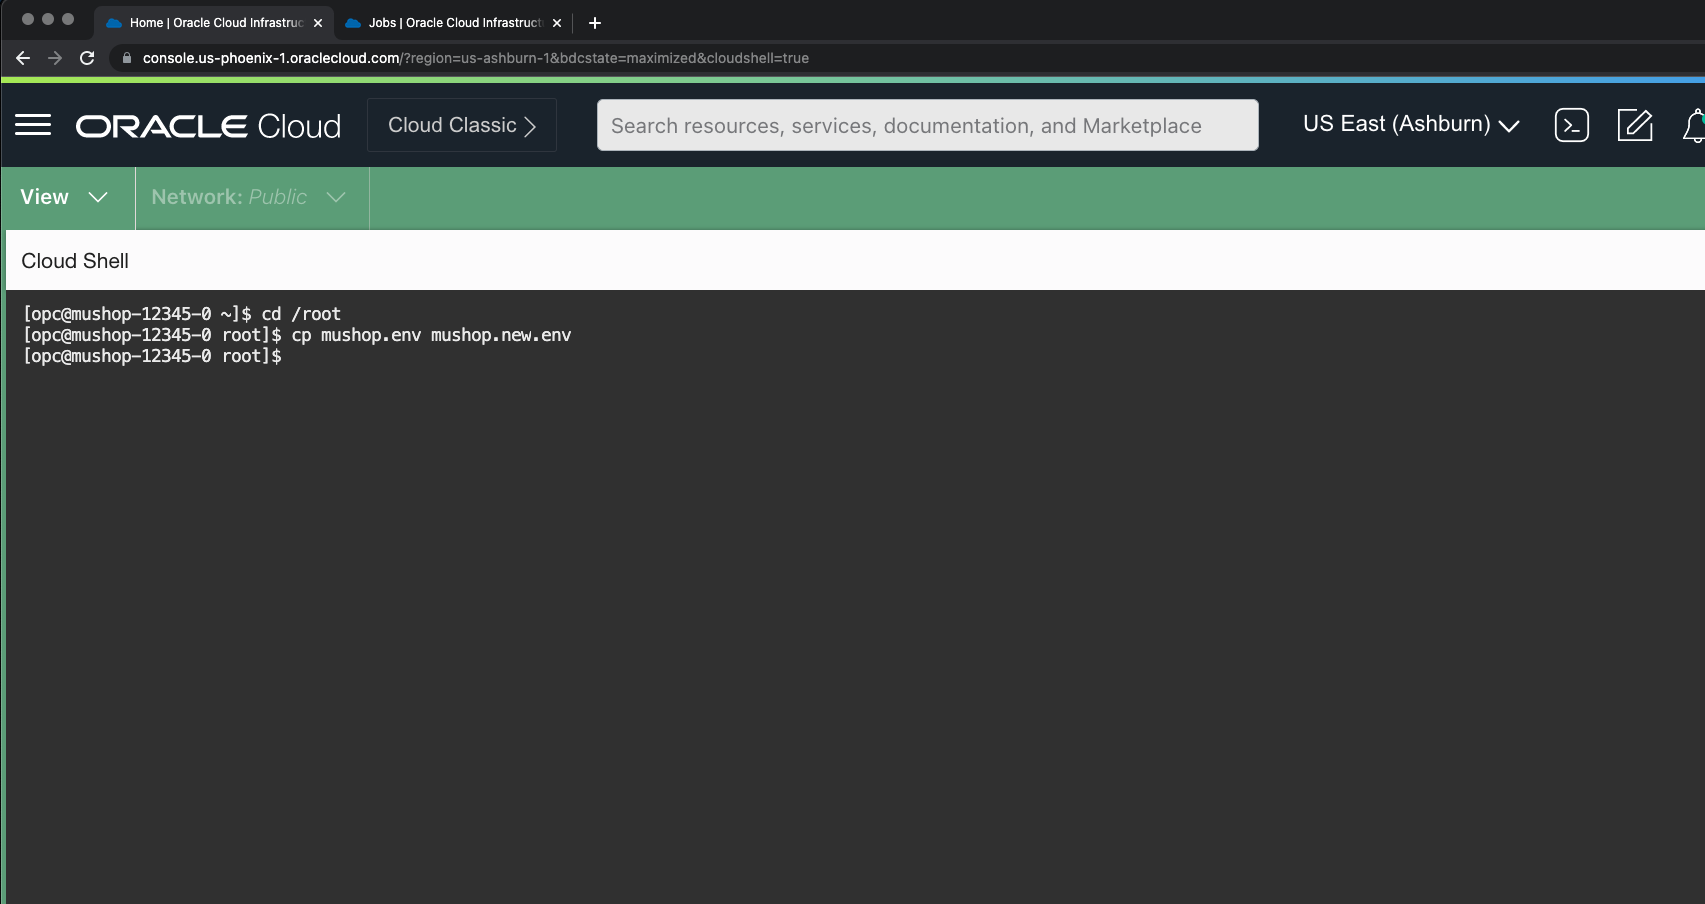 Home | Oracle Cloud Infrastruc
Jobs | Oracle Cloud Infrastruct
console.us-phoenix-1.oraclecloud.com/?region=us-ashburn-1&bdcstate=maximized&cloudshell=true
ORACLE Cloud
Cloud Classic
Search resources, services, documentation, and Marketplace
US East (Ashburn)
View
Network: Public
Cloud Shell
[opc@mushop-12345-0 ~]$ cd /root
[opc@mushop-12345-0 root]$ cp mushop.env mushop.new.env
[opc@mushop-12345-0 root]$